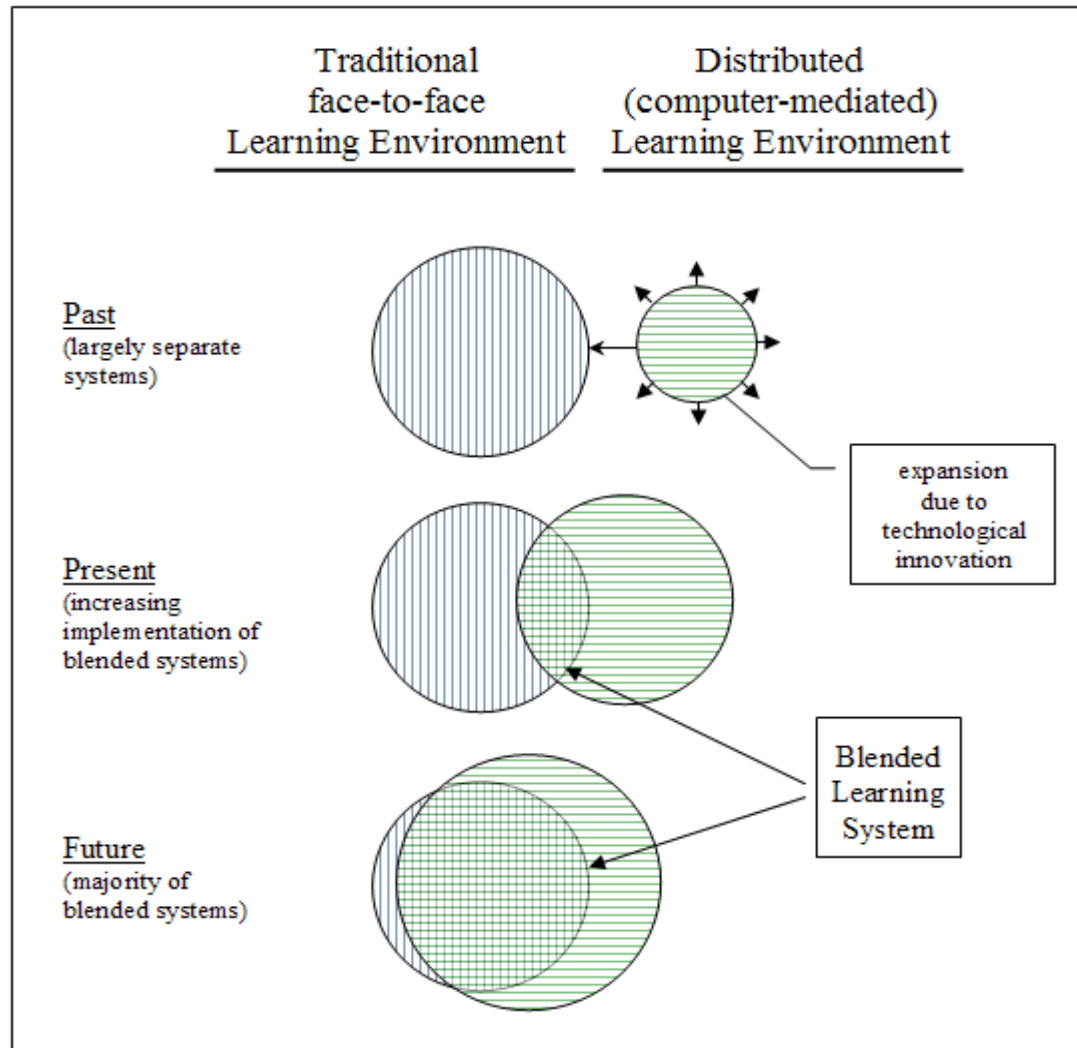 Traditional
face-to-face
Learning Environment
Distributed
(computer-mediated)
Learning Environment
Past
(largely separate
systems)
expansion
due to
technological
innovation
Present
(increasing
implementation of
blended systems)
Blended
Learning
System
Future
(majority of
blended systems)